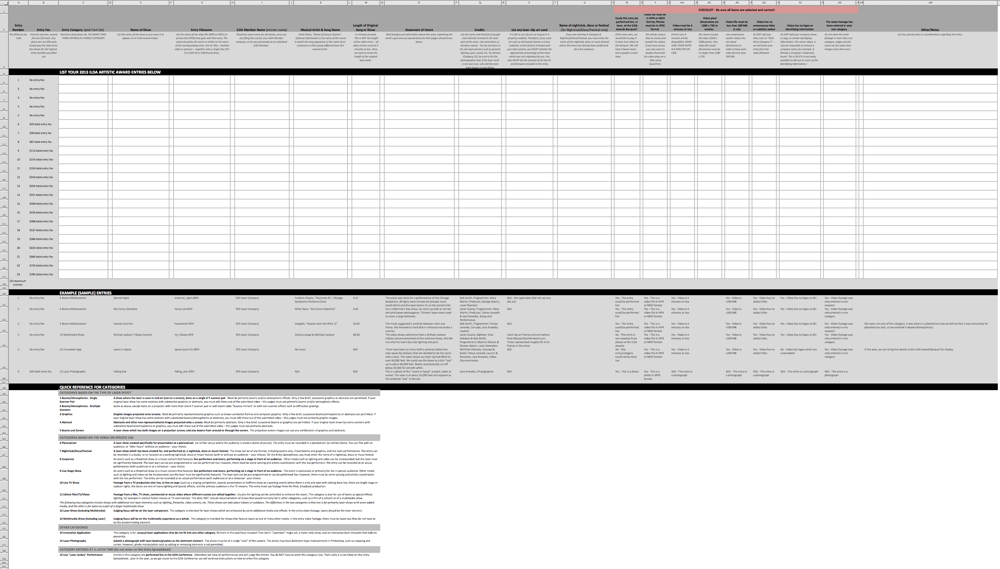 A B C D E F G H I J K L M N O P Q R S T U V W X Y Z AA A AC A AE A AG A AI A AK A AM AN
1
CHECKLIST - Be sure all items are selected and correct!
2
Entry
Number
Entry Fee
Entry Category (pick from list)
Name of Show
Entry Filename
ILDA Member Name (entrant name)
Musical Artist & Song Name
Length of Original
Song or Show
Statement of Intent
Credits
List any laser clip art used
Name of nightclub, disco or festival
(for Nightclub/Disco/Festival only)
Could this entry be
performed live, in
laser, at the ILDA
Awards Banquet?
Video file must be
in MP4 or MOV
format; Photos
must be in JPEG
format
Video must be 4
minutes or less
Video pixel
dimensions are
1280 x 720 or
smaller.
Video file must be
less than 200 MB
in size
Video has no
unnecessary titles
or subtitles added
Video has no logos or
identifying information
The video footage has
been entered in only
one category
Other/Notes
3
Pre-filled out by
ILDA
First five are free, second
five are $29 each. Any
above ten are $49 each.
Simply pay the total entry
fee shown for the highest
Entry Number you filled
out
Pick from drop-down list. NO MORE THAN
THREE ENTRIES IN A SINGLE CATEGORY.
List the name of the show as you want it to
appear on an ILDA Award trophy
List the name of the video file (MP4 or MOV) or
picture file (JPEG) that goes with this entry. The
name should be the same or similar to the name
of the corresponding entry. Put all files-- whether
video or pictures -- together onto a single disc (CD-
R or DVD-R) or USB thumb drive.
Should be same name for all entries, since you
are filling this out for your ILDA Member
company, or for you personally as an Individual
ILDA Member.
Artist Name, "Name of Song in Quotes".
Optional information is the name of the movie
in which the song appeared, or the name of an
orchestra or other group different from the
musical artist.
In minutes:seconds.
This is NOT the length
of the video entry -- all
video entries must be 4
minutes or less. Here,
we want to know the
length of the original
laser work.
Brief background information about this work, explaining the
artist's goal and any special features that judges should know
about.
List the name and title/job of people
most directly involved in the laser
part of the entry. Use semicolons (;)
between names. You do not have to
list non-laser persons such as general
lighting, pyro, sound, etc. For photos
(Category 12), be sure to list the
photographer and, if the laser work
is not your own, who did the laser
work shown in your photo.
It is OK to use clip art, as long as it is
properly credited. Therefore, if you used
art such as third-party frames or show
material, or free frames included with
your laser system, you MUST indicate the
approximate percentage of the show
which was not originated by you. You
also MUST list the name(s) of all clip art
and freeware included in the entry.
If you are entering in Category 6,
Nightclub/Disco/Festival, you must enter the
name of the nightclub, disco or music festival
where this show has already been performed
for a live audience.
If the entry wins, we
would like to play it
in laser (not video) at
the banquet. We will
have 2 beam lasers
and a graphic screen
laser.
We will be using a
Mac to review and
compile the videos.
If you have access
you may want to
double-check that
the video plays on a
Mac using
QuickTime.
Entries over 4
minutes will be
disqualified. MAKE
SURE YOUR ENTRY
IS 4 MINUTES OR
LESS.
We cannot accept
HD video (1920 x
1080 pixels). Your
video file's pixel
dimensions must be
no larger than 1280
x 720.
Use compression
and/or reduce the
size (pixel
dimensions) in
order to keep each
video file less than
200 MB.
Do NOT add any
titles such as "ILDA
Entry Category 1" --
we will know your
entry from the
video filename
Do NOT add your company name,
or logo, or similar identifying
information. (For some videos, it
may be impossible to remove a
company name; for example, if
filming a company's tradeshow
booth. This is OK if it is not easily
possible to edit out or cover up the
identifying information.)
Do not enter the same
footage in more than one
category. Judges should
never see the same laser
images more than once.
List any special notes or considerations regarding this entry.
4 LIST YOUR 2013 ILDA ARTISTIC AWARD ENTRIES BELOW
5 1 No entry fee
6 2 No entry fee
7 3 No entry fee
8 4 No entry fee
9 5 No entry fee
10 6 $29 total entry fee
11 7 $58 total entry fee
12 8 $87 total entry fee
13 9 $116 total entry fee
14 10 $145 total entry fee
15 11 $194 total entry fee
16 12 $243 total entry fee
17 13 $292 total entry fee
18 14 $341 total entry fee
19 15 $390 total entry fee
20 16 $439 total entry fee
21 17 $488 total entry fee
22 18 $537 total entry fee
23 19 $586 total entry fee
24 20 $635 total entry fee
25 21 $684 total entry fee
26 22 $733 total entry fee
27 23 $782 total entry fee
28 (23 maximum
entries)
29
30 EXAMPLE (SAMPLE) ENTRIES
31
1 No entry fee 2 Beams-Multiscanner Eternal Night enternal_night.MP4 XYZ Laser Company
Frederic Chopin, "Nocturne #1", Chicago
Symphony Orchestra (live)
3:15
This piece was done for a performance of the Chicago
Symphony. All lights were turned out (except music
stand lights) and the laser beams lit up the concert hall.
Bob Smith, Programmer; Mary
Martin, Producer; George Adams,
Laser Operator
N/A - Not applicable (did not use any
clip art)
Yes - This entry
could be performed
live
Yes - This is a
video file in MP4
or MOV format
Yes - Video is 4
minutes or less
Yes - Video is
<200 MB
Yes - Video has no
added titles
Yes - Video has no logos or IDs
Yes - Video footage was
only entered in one
category
32
2 No entry fee 2 Beams-Multiscanner My Funny Valentine funny-val.MOV XYZ Laser Company Miles Davis, "My Funny Valentine" 3:32
For a Valentine's Day show, we came up with an all-red
and pink beam extravaganza. Thirteen lasers were used
to cover a large ballroom.
Javier Suarez, Programmer; Mary
Martin, Producer; Tomas Janowik
& Jana Knowles, Setup and
Performance.
N/A
Yes - This entry
could be performed
live
Yes - This is a
video file in MP4
or MOV format
Yes - Video is 4
minutes or less
Yes - Video is
<200 MB
Yes - Video has no
added titles
Yes - Video has no logos or IDs
Yes - Video footage was
only entered in one
category
33
3 No entry fee 2 Beams-Multiscanner Heaven and Hell heavenhell.MP4 XYZ Laser Company Vangelis, "Heaven and Hell (Part 1)" 22:05
The music suggested a contrast between calm and
frenzy. We frenzied so hard that in rehearsal we broke a
scanner.
Bob Smith, Programmer; Tomas
Janowik, Concept; Jana Knowles,
Laserist
N/A
Yes - This entry
could be performed
live
Yes - This is a
video file in MP4
or MOV format
Yes - Video is 4
minutes or less
Yes - Video is
<200 MB
Yes - Video has no
added titles
Yes - Video has no logos or IDs
Yes - Video footage was
only entered in one
category
We were not sure of this category. It was done in a planetarium but we did not feel it was exclusively for
planetariums only, so we entered in Beams/Atmospherics.
34
4 No entry fee 13 Multimedia Show Michael Jackson Tribute Concert mj_tribute.MP4 XYZ Laser Company Various songs by Michael Jackson 28:30
The video shows selections from a Michael Jackson
tribute concert presented at five sold-out shows. We did
not only the lasers but also lighting and pyro.
Javier Suarez, Digitizer; Elise
Nabakov & Bob Smith,
Programmers; Martina Kirkson &
George Adams. Laser Operators
Used clip art frames and animations
from MyLaserStockArtwork.com.
These represented roughly 5% of all
frames in the show.
No - This entry is
too complex to be
played at the ILDA
Awards
Yes - This is a
video file in MP4
or MOV format
Yes - Video is 4
minutes or less
Yes - Video is
<200 MB
Yes - Video has no
added titles
Yes - Video has no logos or IDs
Yes - Video footage was
only entered in one
category
35
5 No entry fee 14 Innovative App. Lasers in Space space-lasers-01.MP4 XYZ Laser Company No music N/A
There have been so many GoPro cameras lofted into
near-space by balloons that we decided to do the same
with a laser. The video shows our laser rig that lifted to
over 60,000 feet. We could see the beam as a dim "star"
up to about 40,000 feet. Beams automatically cut off
below 20.000 for aircraft safety.
Winfried DiGiusto, Concept &
Build; Tomas Janowik, Launch &
Recovery; Jana Knowles, Video
Documentation
N/A
No - This
entry/category
could not be done
live
Yes - This is a
video file in MP4
or MOV format
Yes - Video is 4
minutes or less
Yes - Video is
<200 MB
Yes - Video has no
added titles
No - Video has logos which are
unavoidable
Yes - Video footage was
only entered in one
category
If this wins, we can bring this device to the ILDA Award Banquet for display.
36
6 $29 total entry fee 15 Laser Photography Falling Star falling_star.JPEG XYZ Laser Company N/A N/A
This is a photo of the "Lasers in Space" project, taken at
sunset. The laser is at about 25,000 feet and appears as
the brightest "star" in the sky.
Jana Knowles, Photographer.
N/A
Yes - This is a photo
Yes - This is a
photo in JPEG
format
N/A - This entry is
a photograph
N/A - This entry is
a photograph
N/A - This entry is
a photograph
N/A - This entry is a photograph
N/A - This entry is a
photograph
37
38 QUICK REFERENCE FOR CATEGORIES
39 CATEGORIES BASED ON THE TYPE OF LASER EFFECT
40
1 Beams/Atmospherics - Single
Scanner Pair
A show where the laser is seen in mid-air (not on a screen), done on a single X-Y scanner pair . Must be primarily beams and/or atmospheric effects. Only a few brief, occasional graphics or abstracts are permitted. If your
original laser show has some sections with substantial graphics or abstracts, you must edit these out of the submitted video – the judges must see primarily beams and/or atmospheric effects.
41
2 Beams/Atmospherics - Multiple
Scanners
Same as above, except done on a projector with more than one X-Y scanner pair or with beam table "bounce mirrors" or with non-scanner effects such as diffraction gratings.
42
3 Graphics
Graphic images projected onto screens. Must be primarily representational graphics such as drawn animation frames and computer graphics. Only a few brief, occasional beams/atmospherics or abstracts are permitted. If
your original laser show has some sections with substantial beams/atmospherics or abstracts, you must edit these out of the submitted video – the judges must see primarily graphic images.
43
4 Abstract
Abstracts and other non-representational images projected onto a screen. Must be primarily abstracts. Only a few brief, occasional beams or graphics are permitted. If your original laser show has some sections with
substantial beams/atmospherics or graphics, you must edit these out of the submitted video – the judges must see primarily abstracts.
44
5 Beams and Screen
A laser show which has both images on a projection screen, and also beams from around or through the screen. The projection screen images can use any combination of graphics and abstracts.
45 CATEGORIES BASED ON THE VENUE OR SPECIFIC USE
46
6 Planetarium
A laser show created specifically for presentation at a planetarium (or similar venue where the audience is inside a dome structure). The entry must be recorded in a planetarium (or similar) dome. You can film with an
audience, or "after hours" without an audience – your choice.
47
7 Nightclub/Disco/Festival
A laser show which has been created for, and performed at, a nightclub, disco or music festival. The show can be of any format, including beams only, mixed beams and graphics, and live laser performances. The entry can
be recorded in a studio, or on location at a working nightclub, disco or music festival (with or without an audience – your choice). On this Entry Spreadsheet, you must enter the name of a nightclub, disco or music festival
48
8 Corporate
An event such as a theatrical show or a music concert that features live performers and lasers, performing on a stage in front of an audience. Other media such as lighting and video can be incorporated, but the laser must
be significantly featured. The laser part can be pre-programmed or can be performed live; however, there must be some syncing and artistic coordination with the live performers. The entry can be recorded at an actual
performance (with audience) or at a rehearsal – your choice.
49
9 Live Stage Show
An event such as a theatrical show or a music concert that features live performers and lasers, performing on a stage in front of an audience. The event is exclusively or primarily for the in-person audience. Other media
such as lighting and video can be incorporated, but the laser must be significantly featured. The laser part can be pre-programmed or can be performed live; however, there must be some syncing and artistic coordination
with the live performers. The entry can be recorded at an actual performance (with audience) or at a rehearsal - your choice.
50
10 Live TV Show
Footage from a TV production shot live, or live on tape (such as a singing competition, awards presentation or halftime show at a sporting event) where there is only one take with editing done live, there are bright stage or
stadium lights, the lasers are one of many lighting and special effects, and the primary audience is the TV viewers. The entry must use footage from the final, broadcast production.
51
11 Edited Film/TV/Video
Footage from a film, TV show, commercial or music video where different scenes are edited together. Usually the lighting can be controlled to enhance the lasers. This category is also for use of lasers as special effects
lighting, for example in science fiction movies or TV commercials. This does NOT include documentation of shows that would normally fall in other categories, such as a film of a concert or of a multimedia show.
52
The following two categories involve shows with additional non-laser elements such as lighting, fireworks, video screens, etc. These shows can take place indoors or outdoors. The difference in the two categories is that one is for primarily laser shows with some added
media, and the other is for lasers as a part of a larger multimedia show.
53
12 Laser Show (including Multimedia)
Judging focus will be on the laser component. This category is intended for laser shows which are enhanced by some additional media and effects. In the entry video footage, lasers should be the main element.
54
13 Multimedia Show (including Laser)
Judging focus will be on the multimedia experience as a whole . This category is intended for shows that feature lasers as one of many other media. In the entry video footage, there must be lasers but they do not have to
be the predominating element.
55 OTHER CATEGORIES
56
14 Innovative Application
This category is for unusual laser applications that do not fit into any other category. Winners in the past have included Theo Dari's "Laserman" magic act, a raster-only show, and an interactive laser character that talks to
passersby.
57
15 Laser Photography
Submit a photograph with laser beams/graphics as the dominant element . The photo must be of a single "click" of the camera. The photo may have darkroom-type improvements in Photoshop, such as cropping and
curves. However, photo manipulation such as adding or removing elements is not permitted.
58 CATEGORY ENTERED AT A LATER TIME (do not enter on this Entry Spreadsheet)
59
13 Live "Laser Jockey" Performance
Entries in this category are performed live at the ILDA Conference . Attendees will view all performances and will judge the entries. You do NOT have to enter this category now. That's why it is not listed on this Entry
Spreadsheet. Later in the year, as we get closer to the ILDA Conference, we will send out instructions on how to enter this category.
60
61